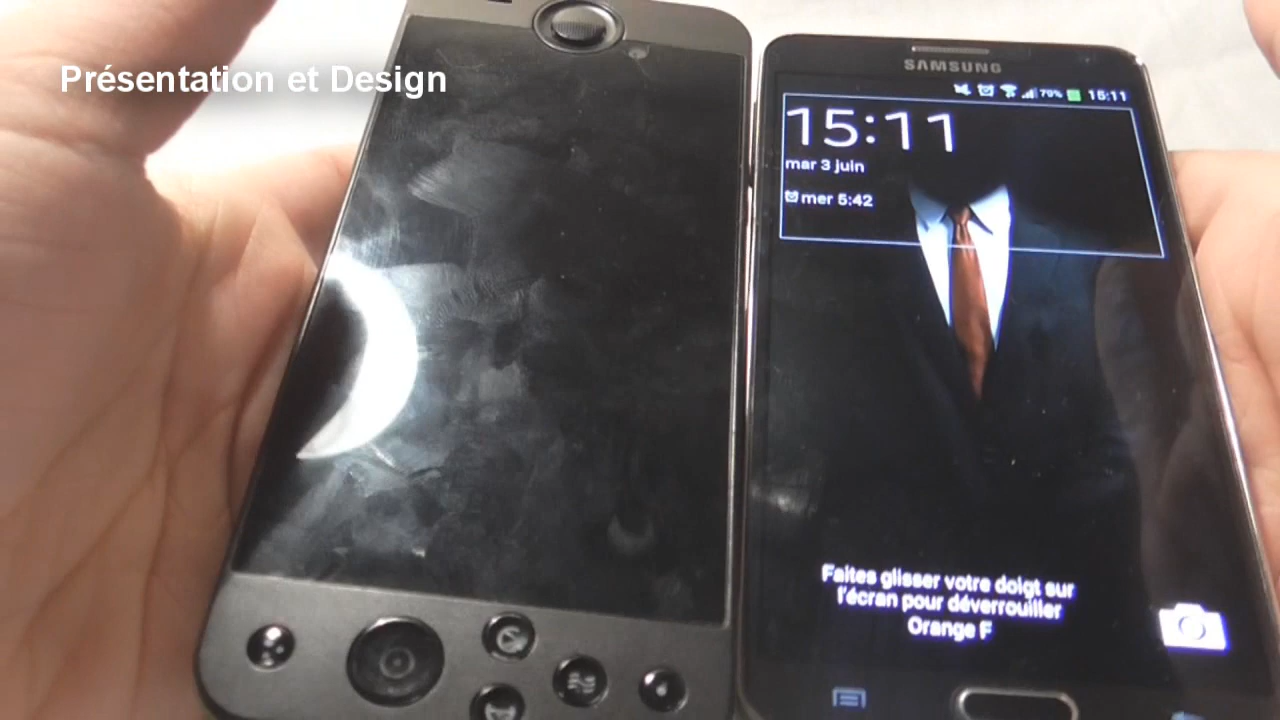 Présentation et Design
SAMSUNG
79% 15:11
15:11
mar 3 juin
mer 5:42
Faites glisser votre doigt sur
l'écran pour déverrouiller
Orange F